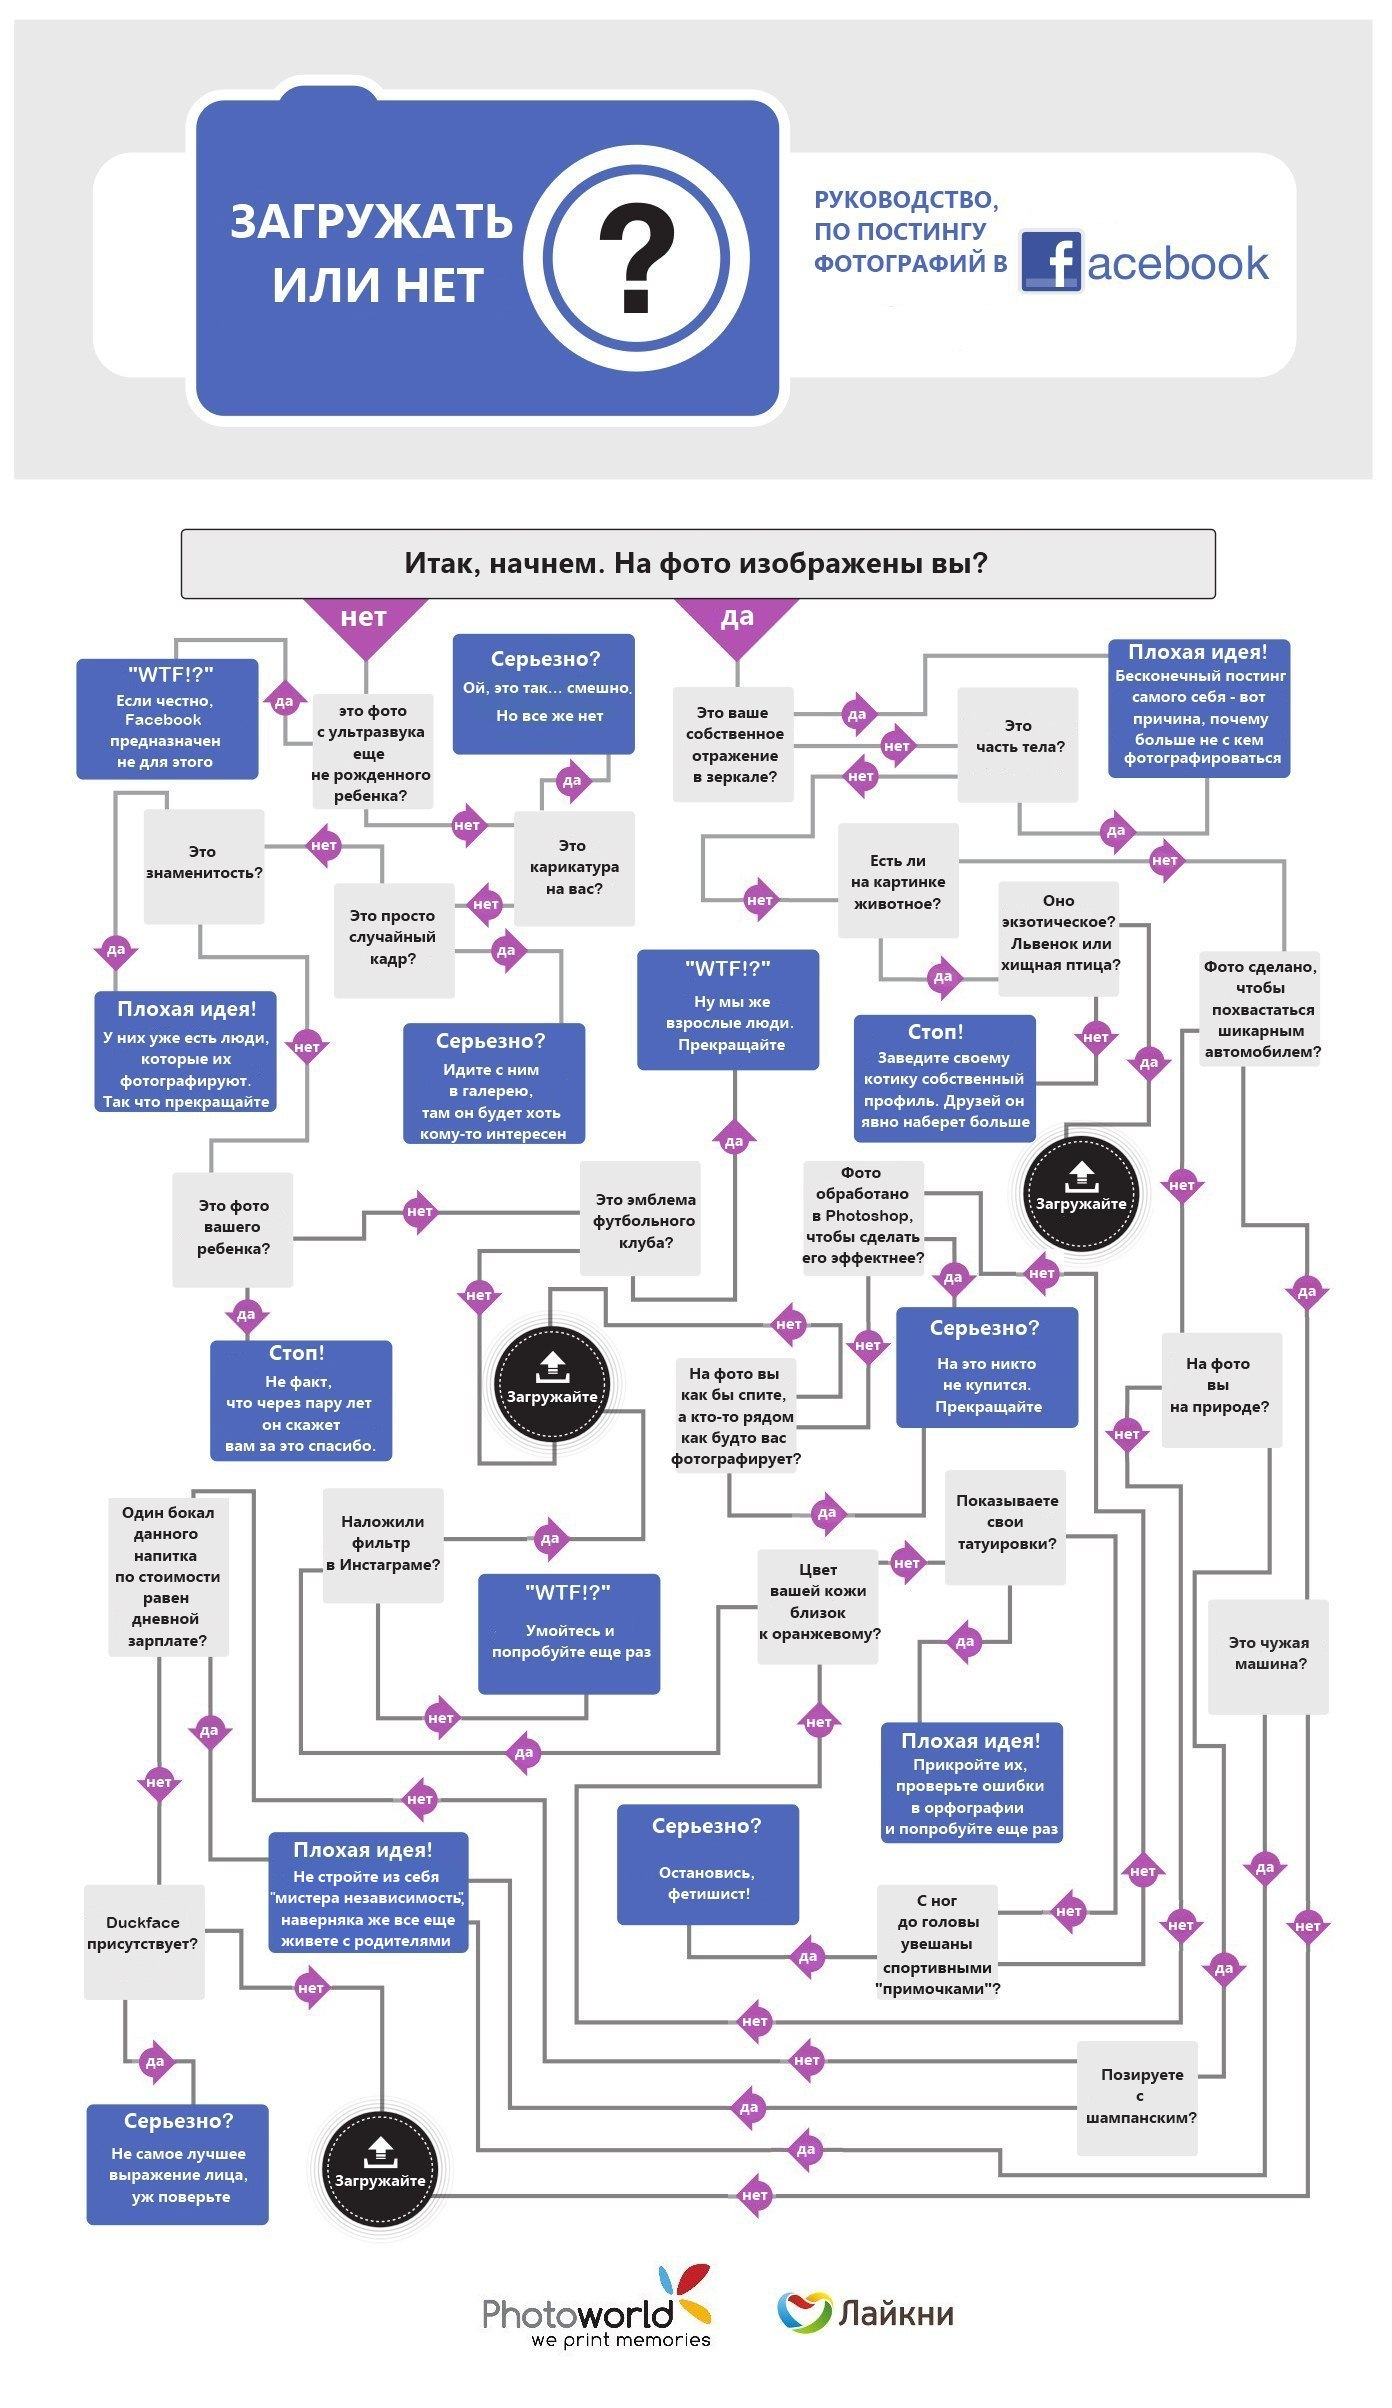 ЗАГРУЖАТЬ
ИЛИ НЕТ
?
РУКОВОДСТВО,
ПО ПОСТИНГУ
ФОТОГРАФИЙ В
facebook
Итак, начнем. На фото изображены вы?
нет
да
"WTF!?"
Если честно,
Facebook
предназначен
не для этого
да
это фото
с ультразвука
еще
не рожденного
ребенка?
Серьезно?
Ой, это так... смешно.
Но все же нет
да
нет
Это
карикатура
на вас?
нет
Это просто
случайный
кадр?
нет
да
Это
знаменитость?
да
Плохая идея!
У них уже есть люди,
которые их
фотографируют.
Так что прекращайте
нет
Серьезно?
Идите с ним
в галерею,
там он будет хоть
кому-то интересен
Это ваше
собственное
отражение
в зеркале?
да
нет
нет
Это
часть тела?
Плохая идея!
Бесконечный постинг
самого себя - вот
причина, почему
больше не с кем
фотографироваться
да
нет
Есть ли
на картинке
животное?
нет
да
Оно
экзотическое?
Львенок или
хищная птица?
нет
да
Стоп!
Заведите своему
котику собственный
профиль. Друзей он
явно наберет больше
Загружайте
Фото сделано,
чтобы
похвастаться
шикарным
автомобилем?
нет
да
"WTF!?"
Ну мы же
взрослые люди.
Прекращайте
да
Это фото
вашего
ребенка?
нет
да
Стоп!
Не факт,
что через пару лет
он скажет
вам за это спасибо.
Это эмблема
футбольного
клуба?
нет
Загружайте
Фото
обработано
в Photoshop,
чтобы сделать
его эффектнее?
да
нет
нет
нет
Серьезно?
На это никто
не купится.
Прекращайте
На фото вы
как бы спите,
а кто-то рядом
как будто вас
фотографирует?
да
На фото
вы
на природе?
нет
Один бокал
данного
напитка
по стоимости
равен
дневной
зарплате?
Наложили
фильтр
в Инстаграме?
да
"WTF!?"
Умойтесь и
попробуйте еще раз
нет
да
Цвет
вашей кожи
близок
к оранжевому?
нет
нет
Показываете
свои
татуировки?
да
Плохая идея!
Прикройте их,
проверьте ошибки
в орфографии
и попробуйте еще раз
Это чужая
машина?
да
нет
да
нет
нет
Плохая идея!
Не стройте из себя
"мистера независимость",
наверняка же все еще
живете с родителями
Серьезно?
Остановись,
фетишист!
да
С ног
до головы
увешаны
спортивными
"примочками"?
нет
нет
нет
да
Duckface
присутствует?
нет
да
Серьезно?
Не самое лучшее
выражение лица,
уж поверьте
Загружайте
нет
нет
да
да
нет
Позируете
с
шампанским?
Photoworld
we print memories
Лайкни